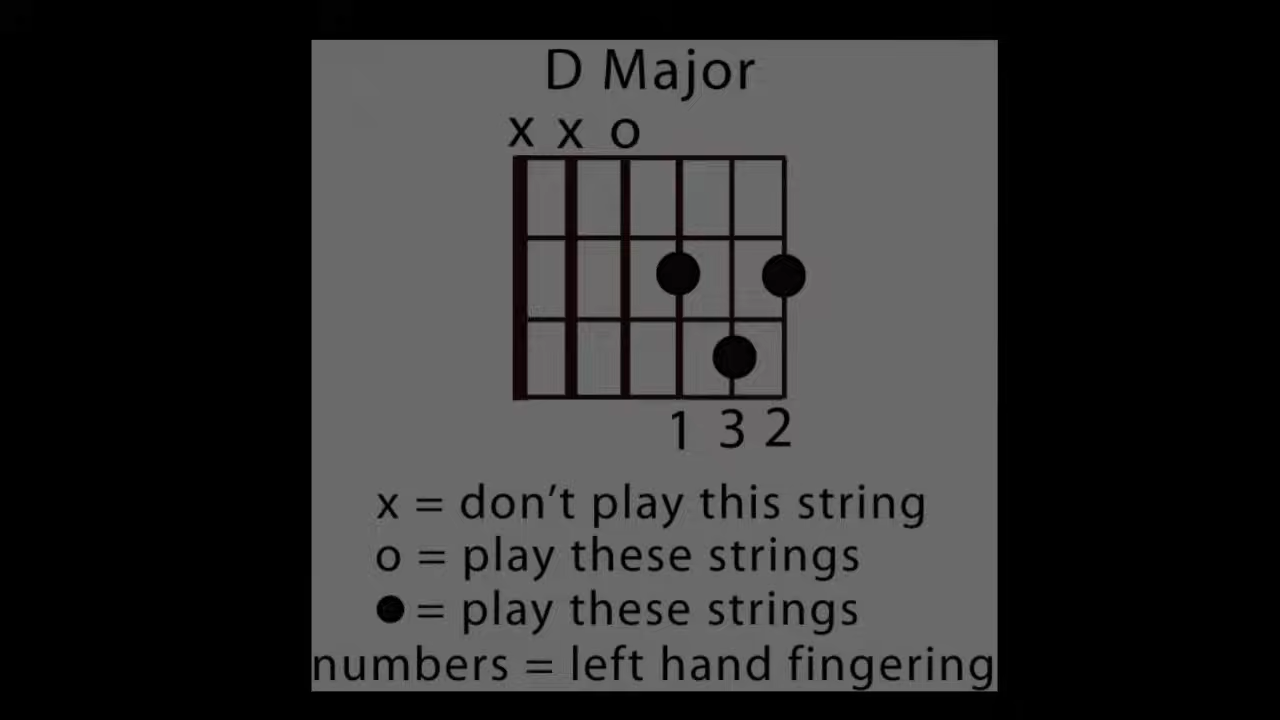 D Major
x x o
1 3 2
x = don't play this string
o = play these strings
● = play these strings
numbers = left hand fingering